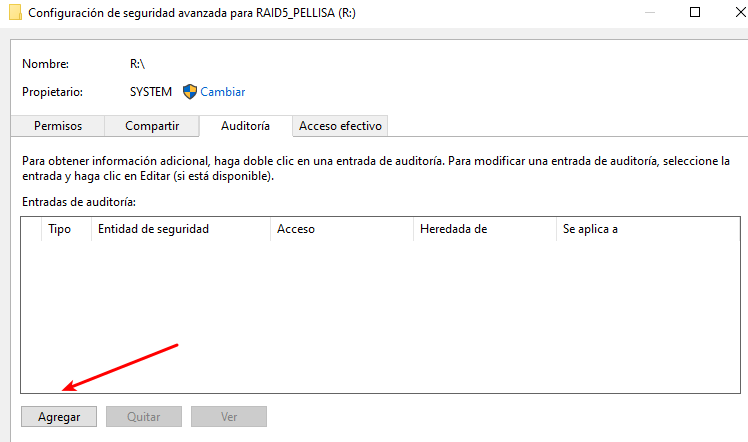 Configuración de seguridad avanzada para RAID5_PELLISA (R:)
Nombre: R:\
Propietario: SYSTEM Cambiar
Permisos Compartir Auditoría Acceso efectivo
Para obtener información adicional, haga doble clic en una entrada de auditoría. Para modificar una entrada de auditoría, seleccione la
entrada y haga clic en Editar (si está disponible).
Entradas de auditoría:
Tipo Entidad de seguridad Acceso Heredada de Se aplica a
Agregar Quitar Ver